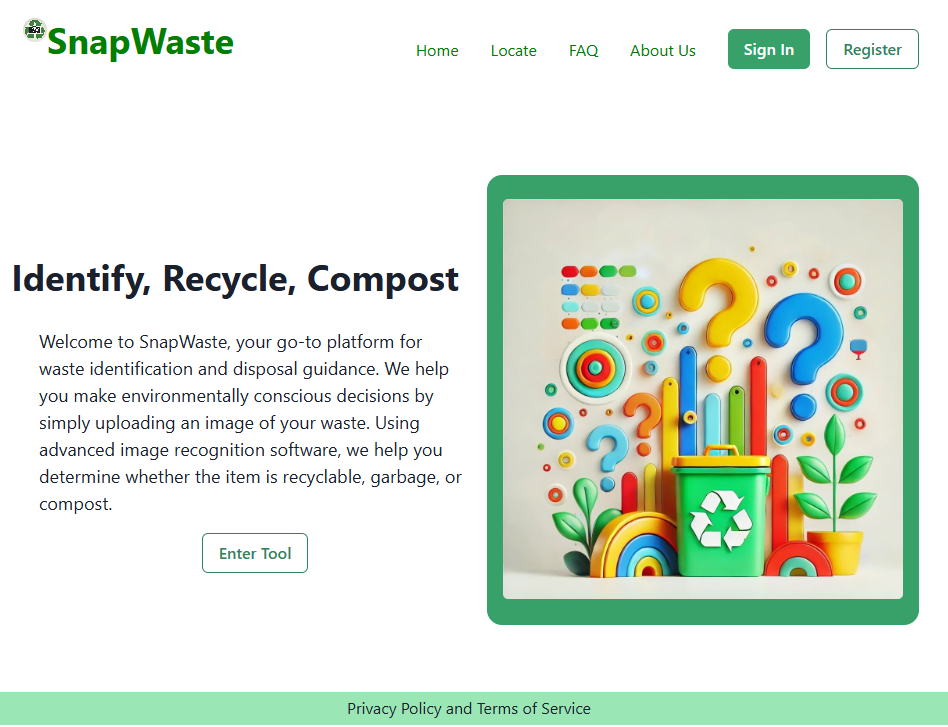 SnapWaste
Home Locate FAQ About Us Sign In Register
Identify, Recycle, Compost
Welcome to SnapWaste, your go-to platform for
waste identification and disposal guidance. We help
you make environmentally conscious decisions by
simply uploading an image of your waste. Using
advanced image recognition software, we help you
determine whether the item is recyclable, garbage, or
compost.
Enter Tool
Privacy Policy and Terms of Service